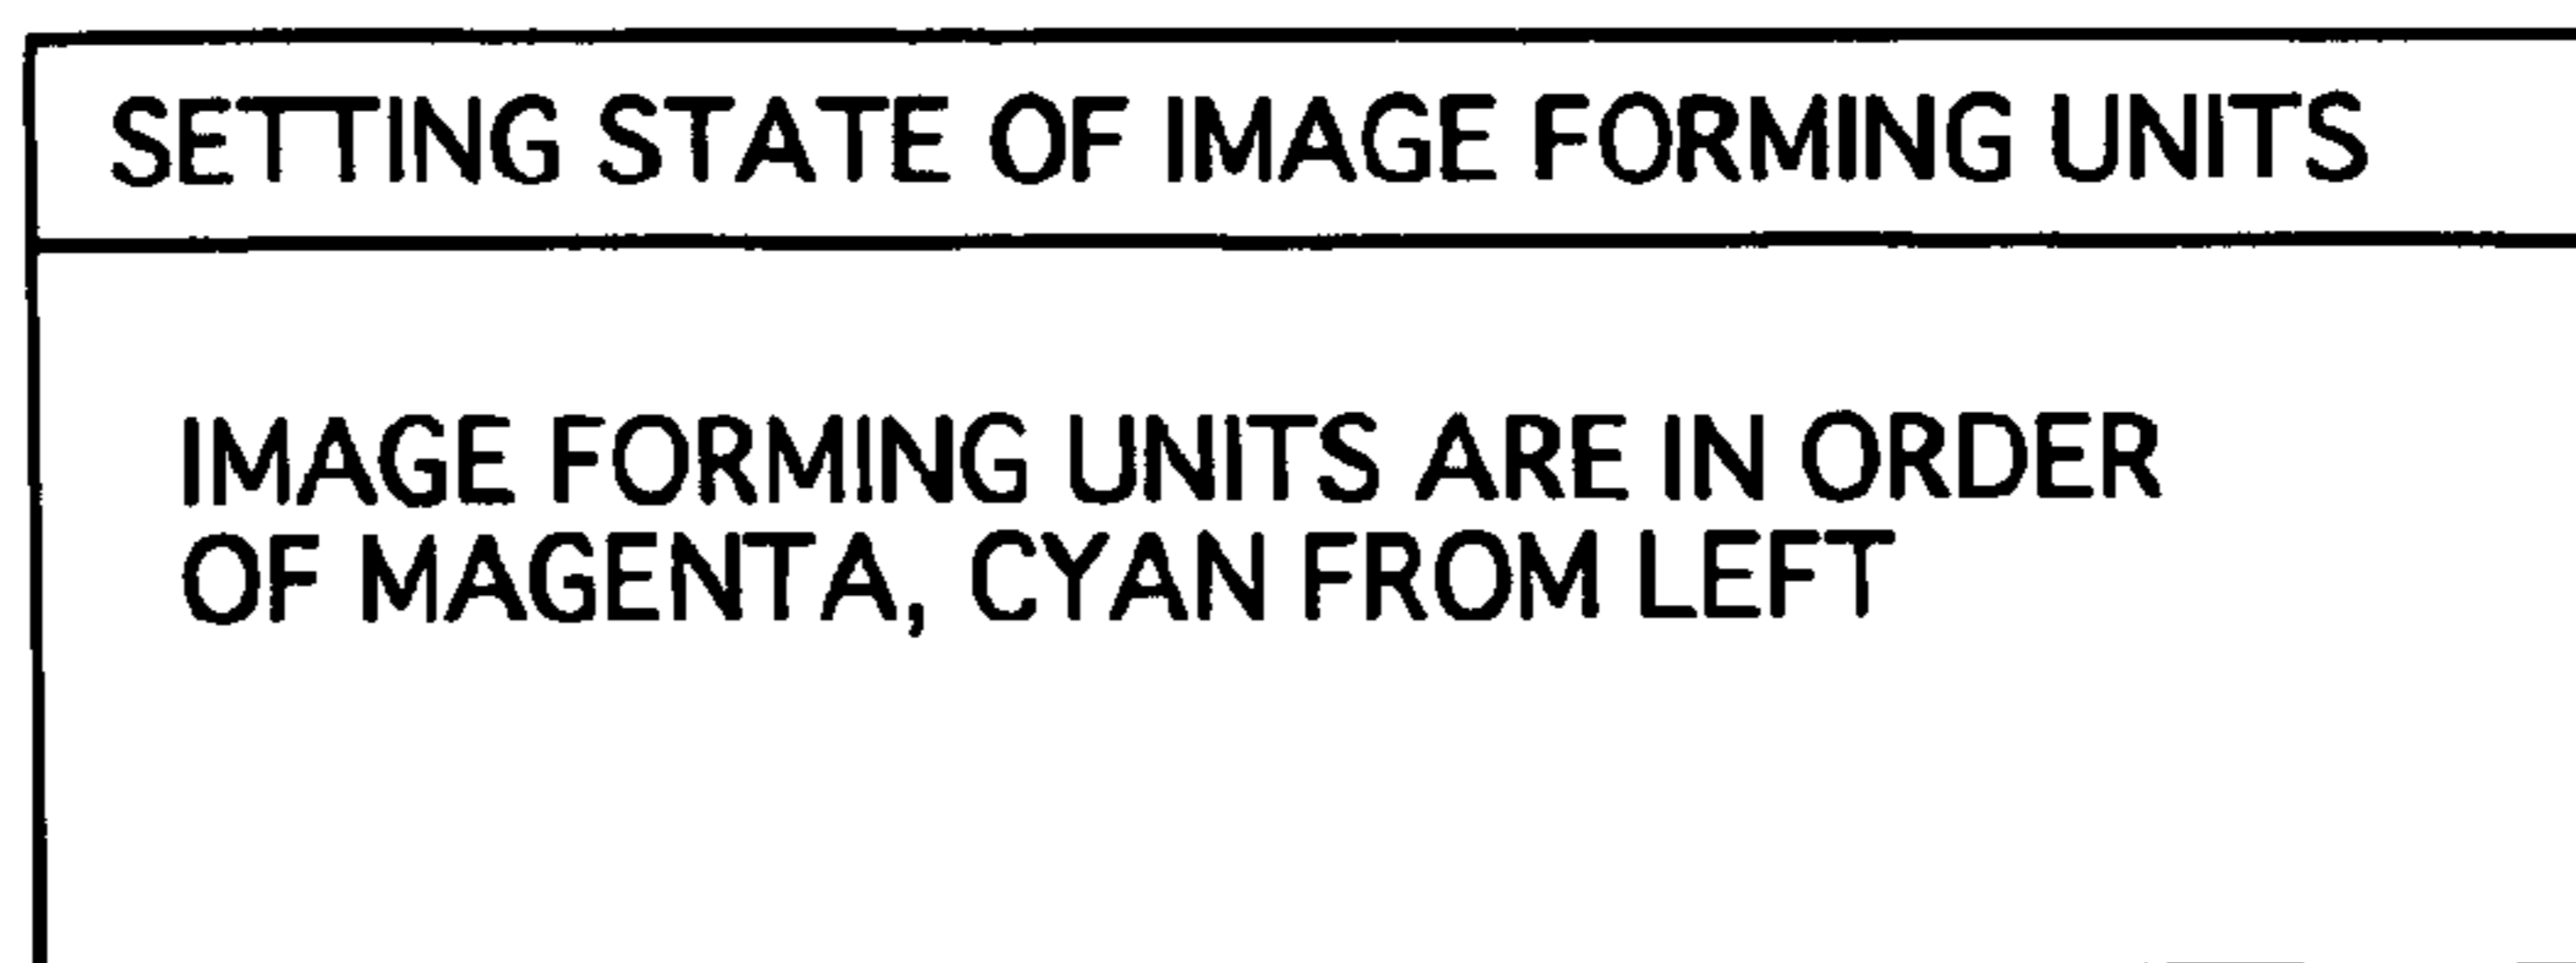 SETTING STATE OF IMAGE FORMING UNITS
IMAGE FORMING UNITS ARE IN ORDER
OF MAGENTA, CYAN FROM LEFT